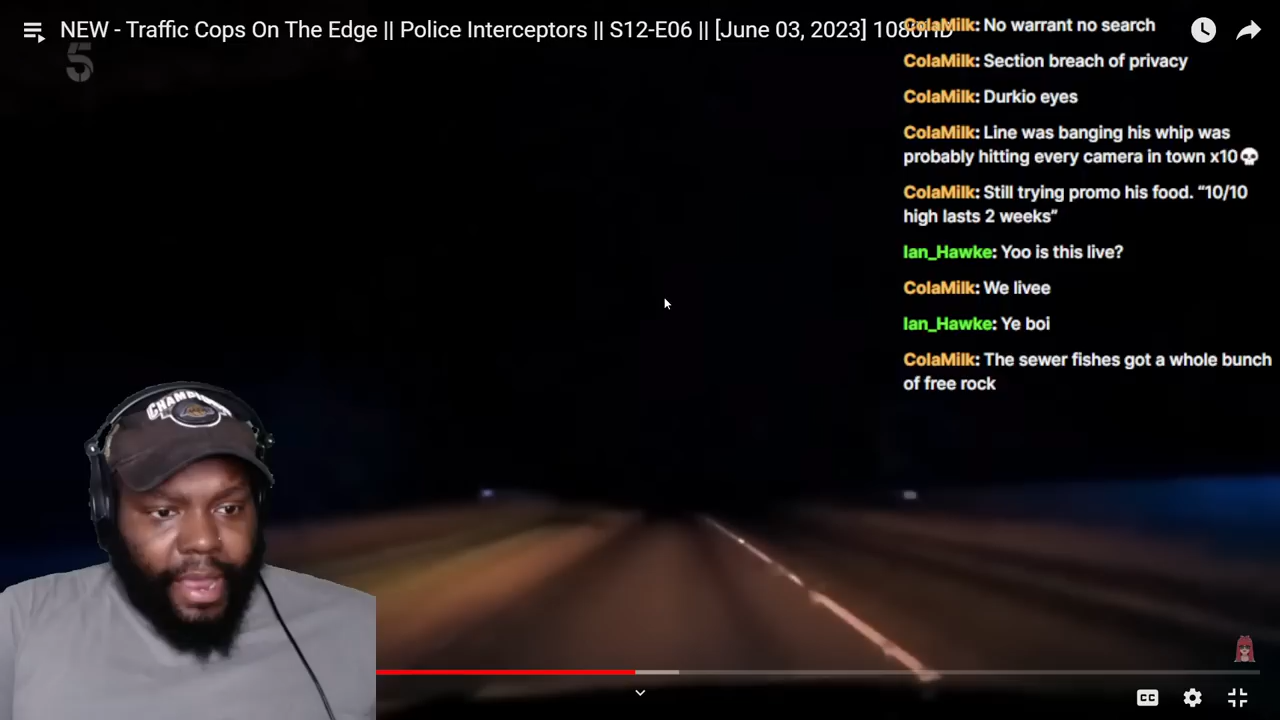 NEW - Traffic Cops On The Edge || Police Interceptors || S12-E06 || [June 03, 2023] 1080HD
5
ColaMilk: No warrant no search
ColaMilk: Section breach of privacy
ColaMilk: Durkio eyes
ColaMilk: Line was banging his whip was
probably hitting every camera in town x10💀
ColaMilk: Still trying promo his food. “10/10
high lasts 2 weeks”
Ian_Hawke: Yoo is this live?
ColaMilk: We livee
Ian_Hawke: Ye boi
ColaMilk: The sewer fishes got a whole bunch
of free rock
CHAMPIONS
CC